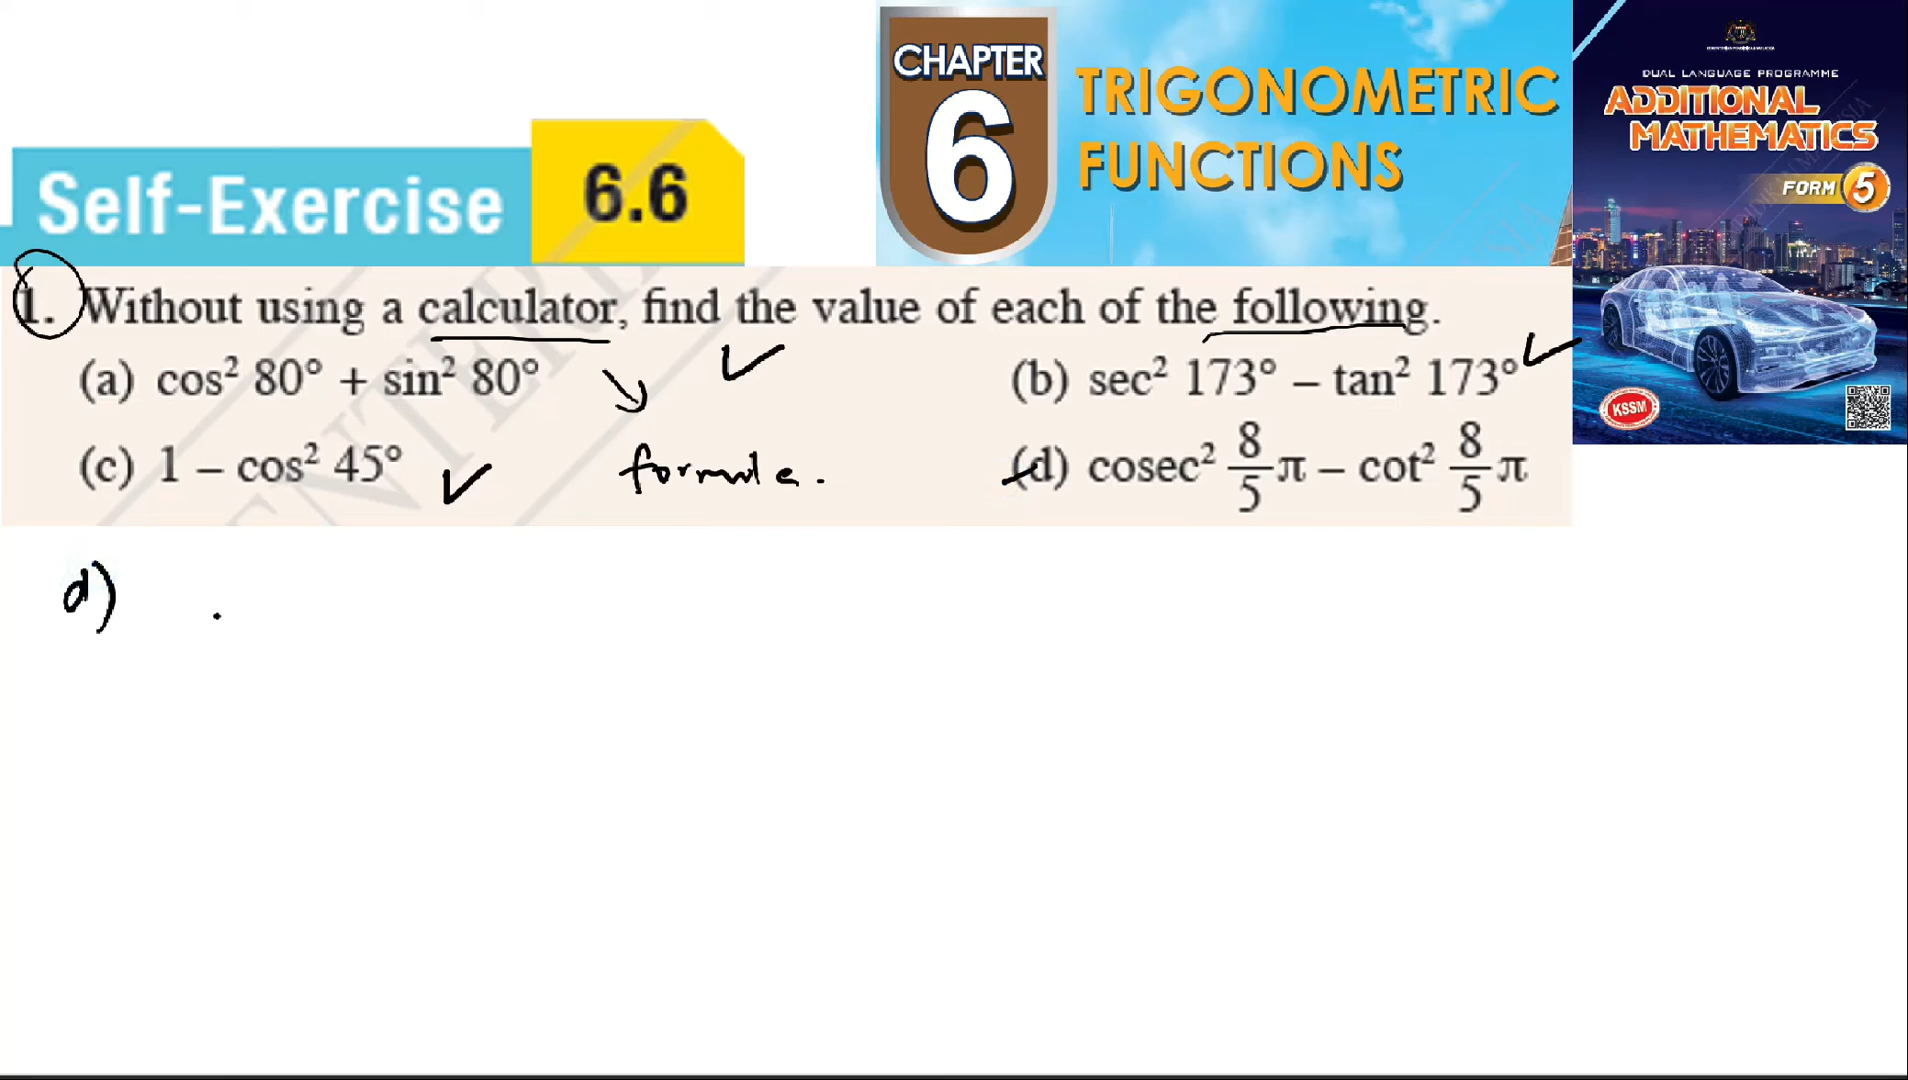 CHAPTER
6
TRIGONOMETRIC
FUNCTIONS
DUAL LANGUAGE PROGRAMME
ADDITIONAL
MATHEMATICS
FORM 5
KSSM
Self-Exercise 6.6
1. Without using a calculator, find the value of each of the following.
(a) cos² 80° + sin² 80°
(b) sec² 173° – tan² 173°
(c) 1 – cos² 45°
formula.
(d) cosec² 8/5 π – cot² 8/5 π
d)